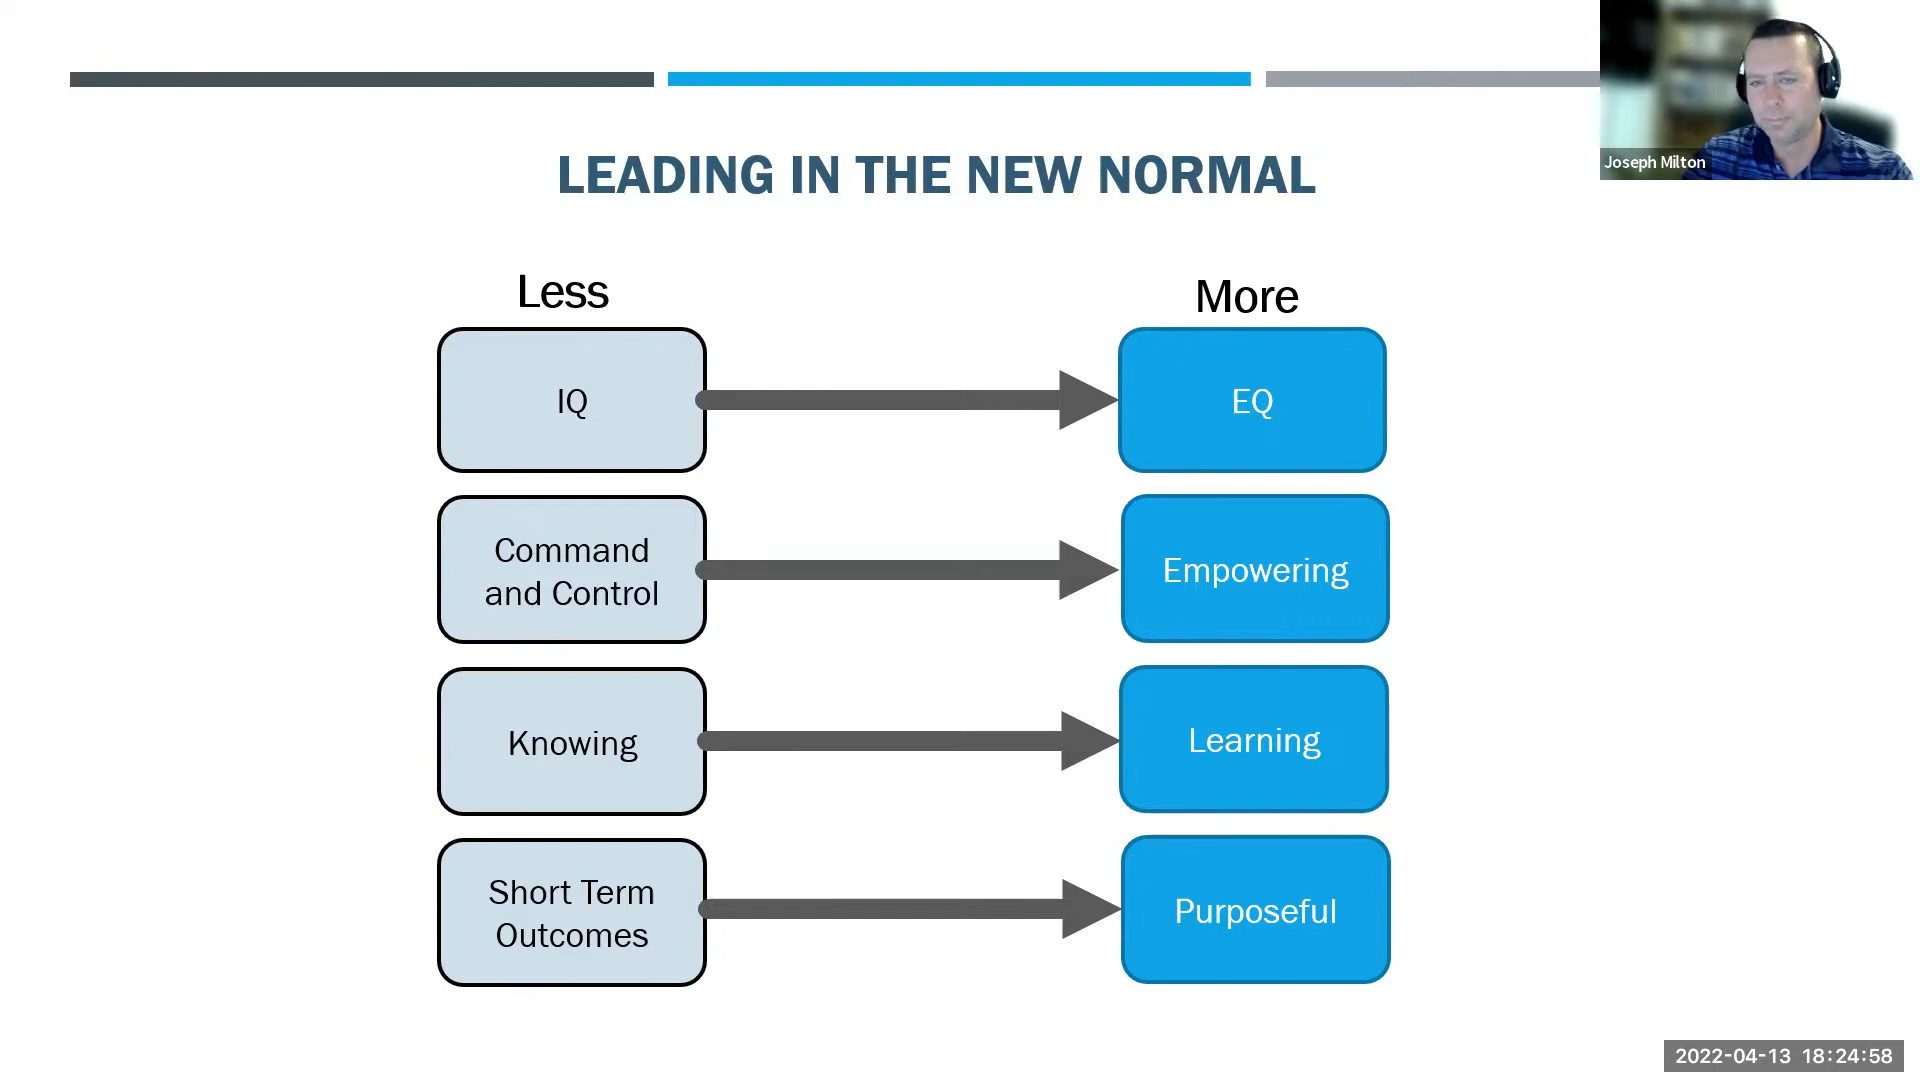 Joseph Milton
LEADING IN THE NEW NORMAL
Less
More
IQ
EQ
Command
and Control
Empowering
Knowing
Learning
Short Term
Outcomes
Purposeful
2022-04-13 18:24:58